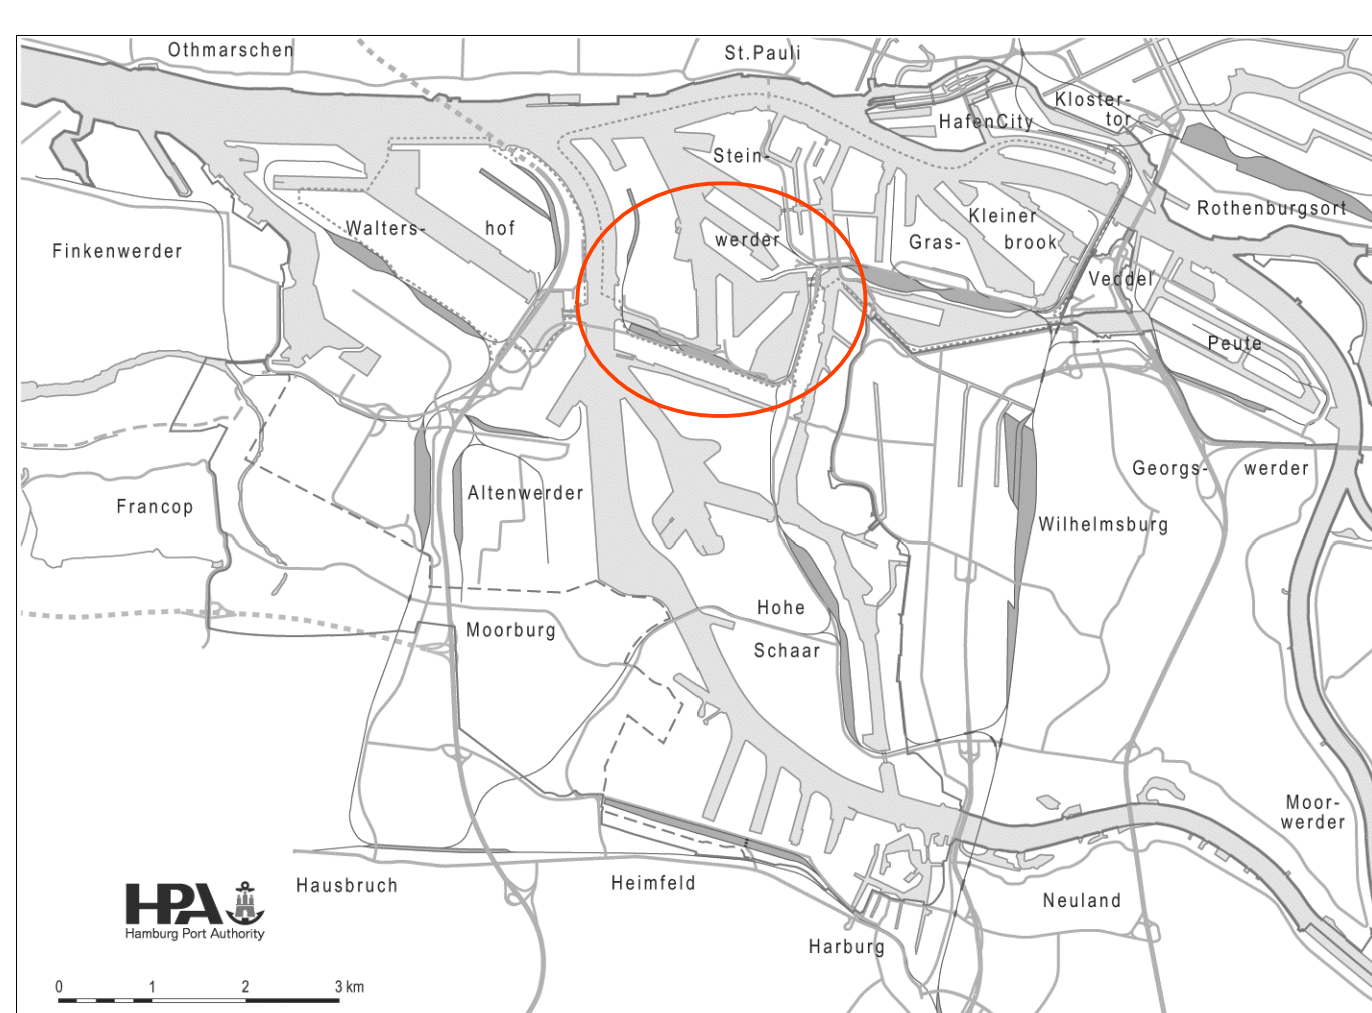 Othmarschen
St.Pauli
Kloster-
tor
HafenCity
Stein-
werder
Rothenburgsort
Walters-
hof
Kleiner
brook
Gras-
Finkenwerder
Veddel
Peute
Georgs-
werder
Altenwerder
Francop
Wilhelmsburg
Hohe
Schaar
Moorburg
Moor-
werder
Hausbruch
Heimfeld
Neuland
Harburg
HPA
Hamburg Port Authority
0 1 2 3 km